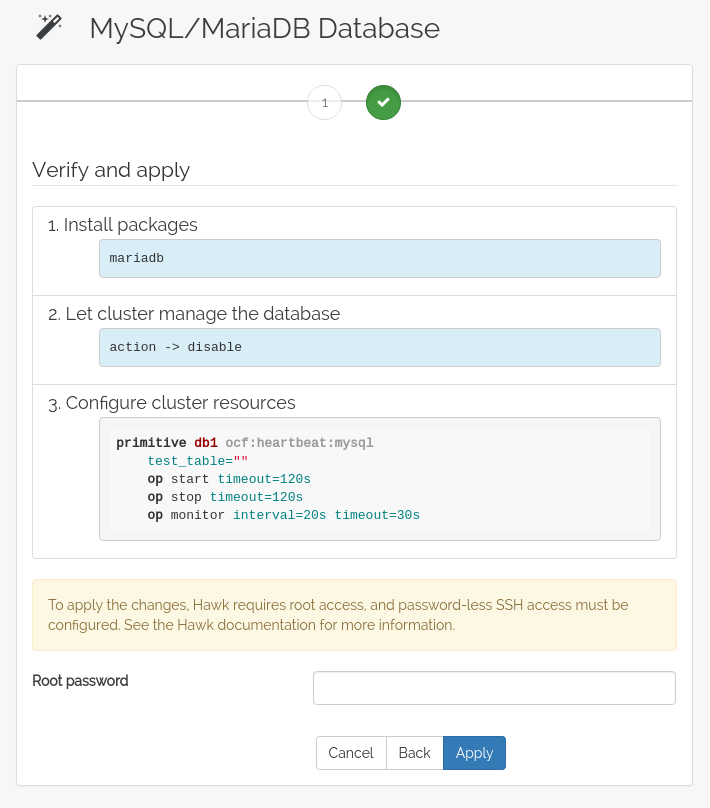 MySQL/MariaDB Database
1
Verify and apply
1. Install packages
mariadb
2. Let cluster manage the database
action -> disable
3. Configure cluster resources
primitive db1 ocf:heartbeat:mysql
    test_table=""
    op start timeout=120s
    op stop timeout=120s
    op monitor interval=20s timeout=30s
To apply the changes, Hawk requires root access, and password-less SSH access must be
configured. See the Hawk documentation for more information.
Root password
Cancel Back Apply